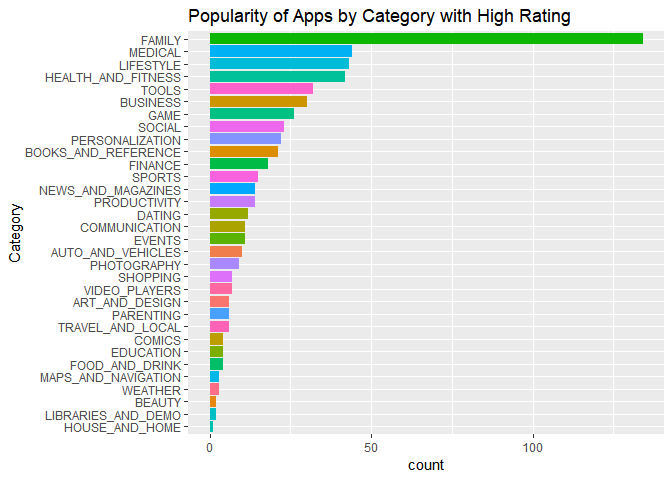 Popularity of Apps by Category with High Rating
FAMILY
MEDICAL
LIFESTYLE
HEALTH_AND_FITNESS
TOOLS
BUSINESS
GAME
SOCIAL
PERSONALIZATION
BOOKS_AND_REFERENCE
FINANCE
SPORTS
NEWS_AND_MAGAZINES
PRODUCTIVITY
DATING
COMMUNICATION
EVENTS
AUTO_AND_VEHICLES
PHOTOGRAPHY
SHOPPING
VIDEO_PLAYERS
ART_AND_DESIGN
PARENTING
TRAVEL_AND_LOCAL
COMICS
EDUCATION
FOOD_AND_DRINK
MAPS_AND_NAVIGATION
WEATHER
BEAUTY
LIBRARIES_AND_DEMO
HOUSE_AND_HOME
Category
0 50 100
count